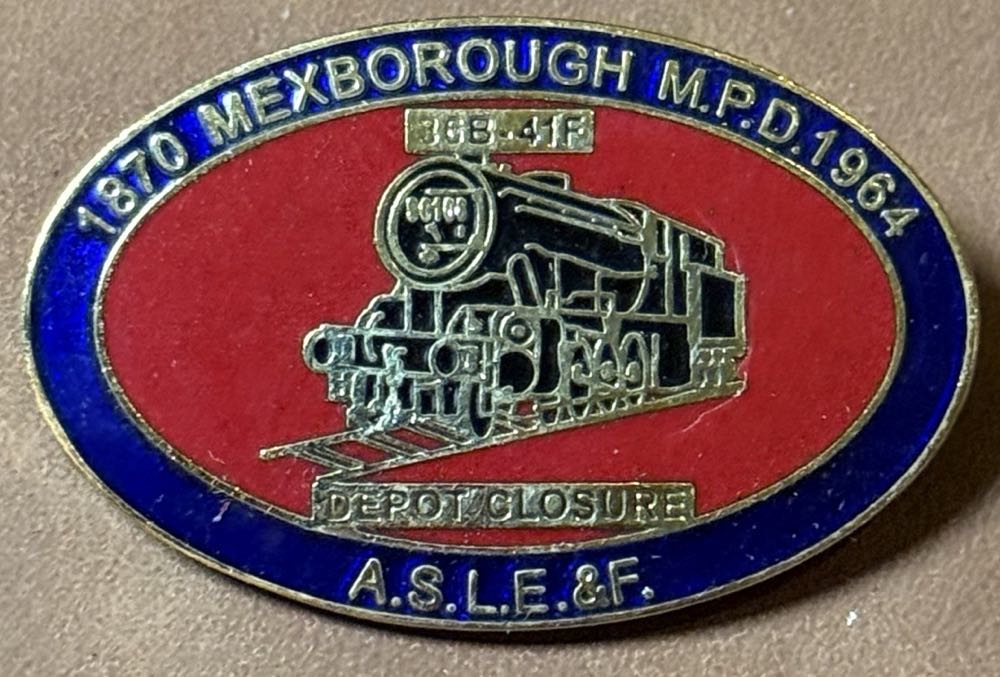 1870 MEXBOROUGH M.P.D. 1964
36B - 41F
DEPOT CLOSURE
A.S.L.E.&F.